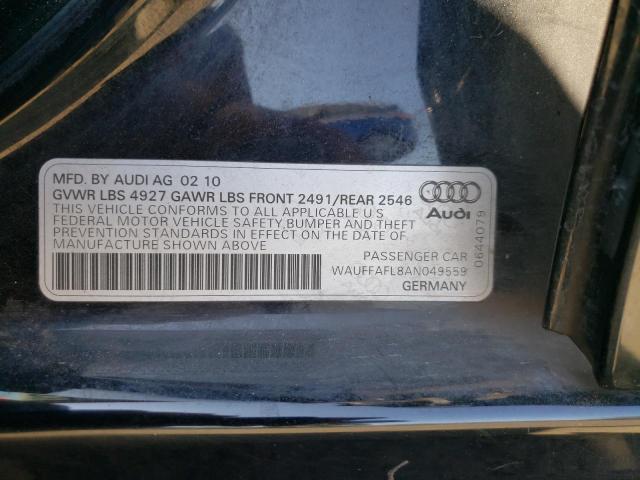 MFD. BY AUDI AG 02 10
GVWR LBS 4927 GAWR LBS FRONT 2491/REAR 2546
THIS VEHICLE CONFORMS TO ALL APPLICABLE U.S
FEDERAL MOTOR VEHICLE SAFETY,BUMPER AND THEFT
PREVENTION STANDARDS IN EFFECT ON THE DATE OF
MANUFACTURE SHOWN ABOVE
Audi
0644079
PASSENGER CAR
WAUFFAFL8AN049559
GERMANY